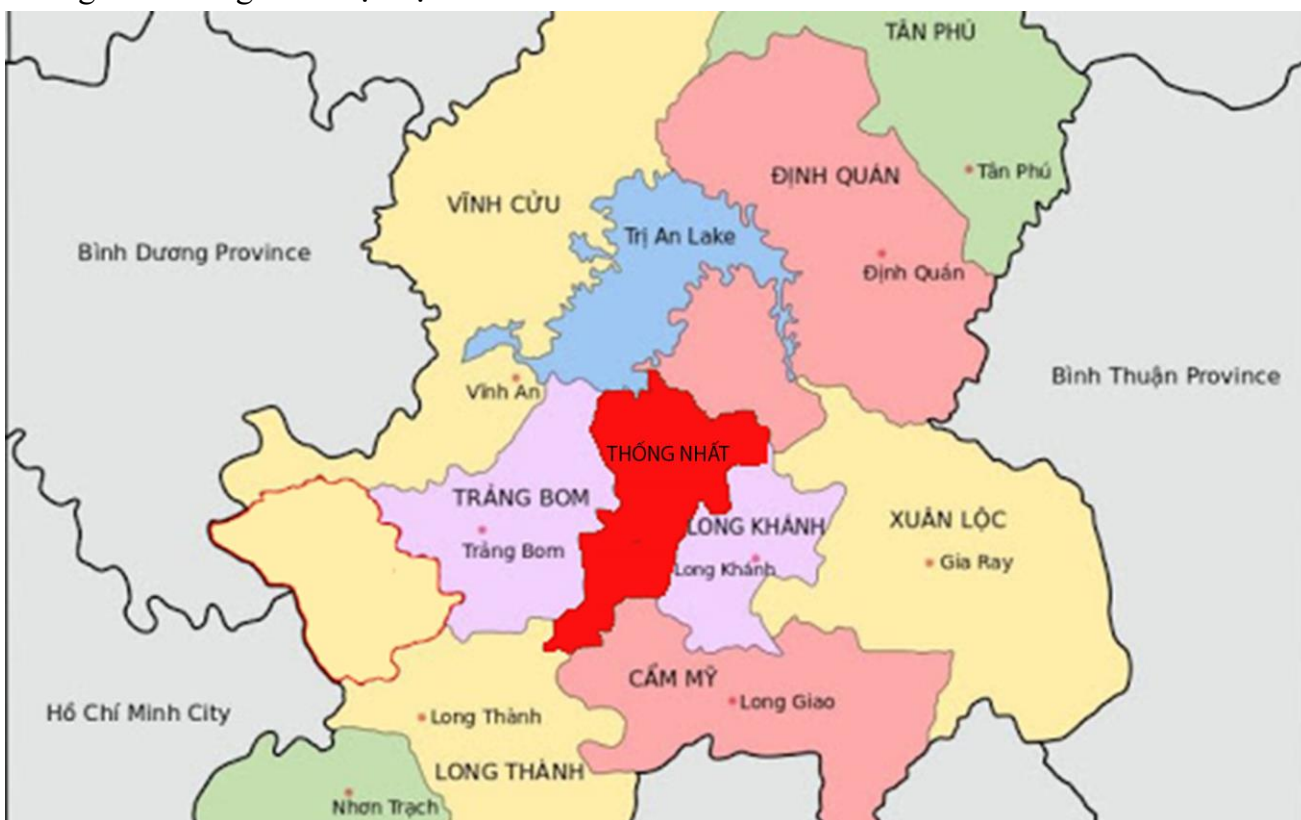 TÂN PHÚ
Tân Phú
ĐỊNH QUÁN
Định Quán
VĨNH CỬU
Trị An Lake
Bình Dương Province
Bình Thuận Province
Vĩnh An
THỐNG NHẤT
TRẢNG BOM
Trảng Bom
LONG KHÁNH
Long Khánh
XUÂN LỘC
Gia Ray
CẨM MỸ
Long Giao
Hồ Chí Minh City
Long Thành
LONG THÀNH
Nhơn Trạch